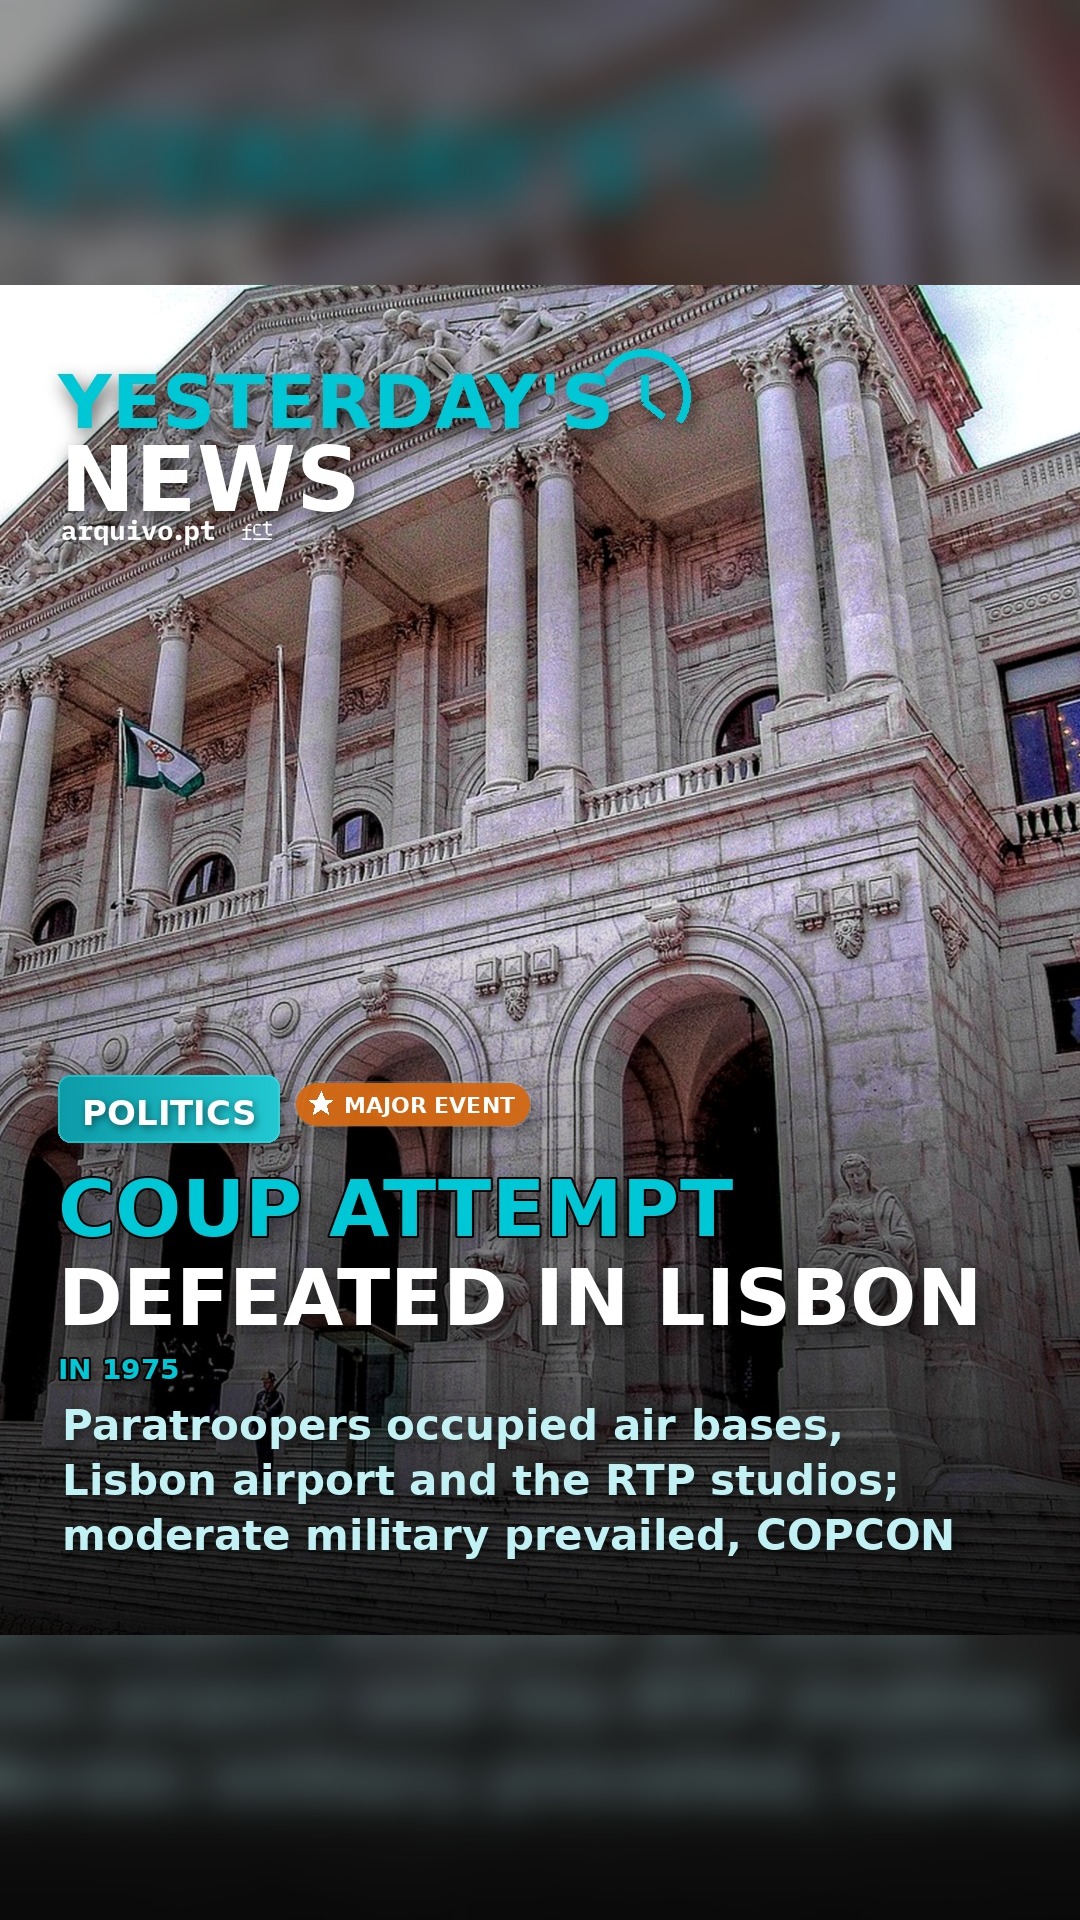 YESTERDAY'S
NEWS
arquivo.pt fct
POLITICS
★ MAJOR EVENT
COUP ATTEMPT
DEFEATED IN LISBON
IN 1975
Paratroopers occupied air bases,
Lisbon airport and the RTP studios;
moderate military prevailed, COPCON